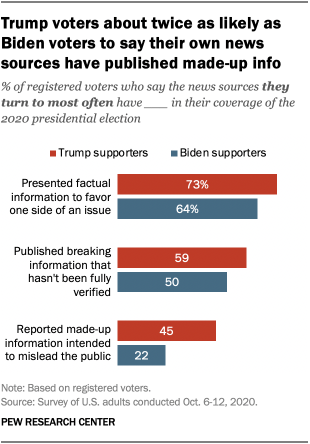 Trump voters about twice as likely as
Biden voters to say their own news
sources have published made-up info
% of registered voters who say the news sources they
turn to most often have ___ in their coverage of the
2020 presidential election
Trump supporters Biden supporters
Presented factual
information to favor
one side of an issue
73%
64%
Published breaking
information that
hasn't been fully
verified
59
50
Reported made-up
information intended
to mislead the public
45
22
Note: Based on registered voters.
Source: Survey of U.S. adults conducted Oct. 6-12, 2020.
PEW RESEARCH CENTER